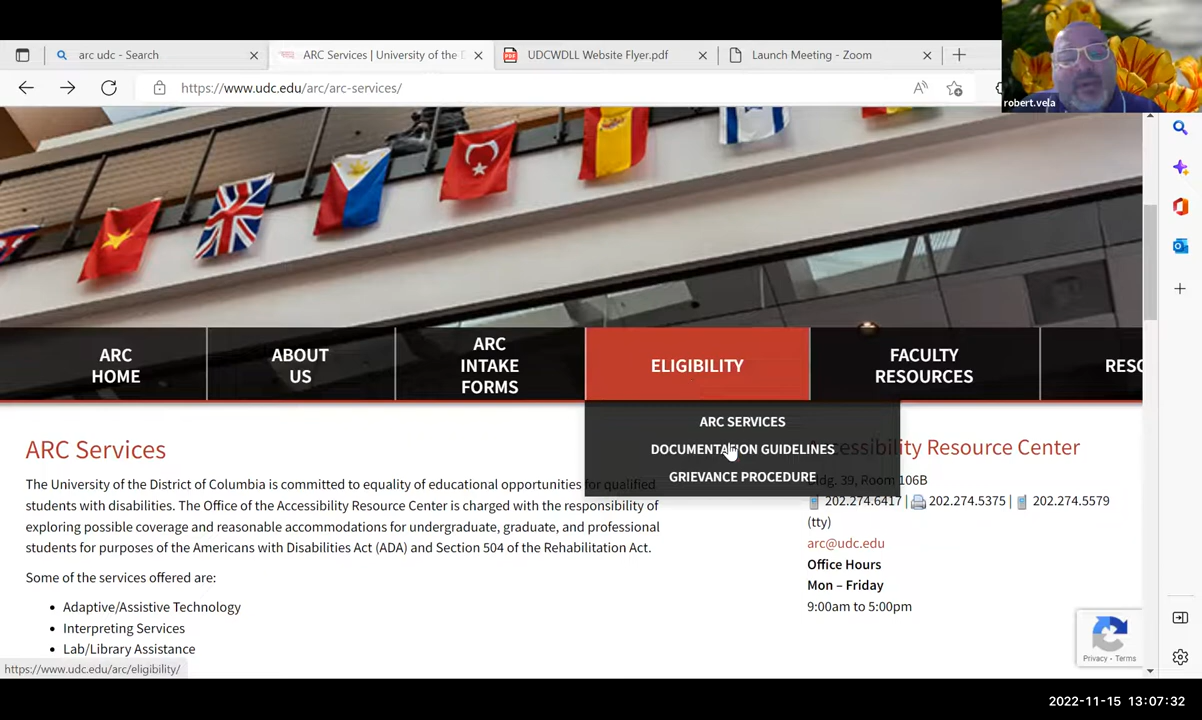 arc udc - Search
ARC Services | University of the D
UDCWDLL Website Flyer.pdf
Launch Meeting - Zoom
robert.vela
https://www.udc.edu/arc/arc-services/
ARC HOME
ABOUT US
ARC INTAKE FORMS
ELIGIBILITY
FACULTY RESOURCES
RESO
ARC SERVICES
DOCUMENTATION GUIDELINES
GRIEVANCE PROCEDURE
ARC Services
The University of the District of Columbia is committed to equality of educational opportunities for qualified
students with disabilities. The Office of the Accessibility Resource Center is charged with the responsibility of
exploring possible coverage and reasonable accommodations for undergraduate, graduate, and professional
students for purposes of the Americans with Disabilities Act (ADA) and Section 504 of the Rehabilitation Act.
Some of the services offered are:
• Adaptive/Assistive Technology
• Interpreting Services
• Lab/Library Assistance
Accessibility Resource Center
Bldg. 39, Room 106B
202.274.6417 | 202.274.5375 | 202.274.5579
(tty)
arc@udc.edu
Office Hours
Mon – Friday
9:00am to 5:00pm
Privacy - Terms
https://www.udc.edu/arc/eligibility/
2022-11-15 13:07:32